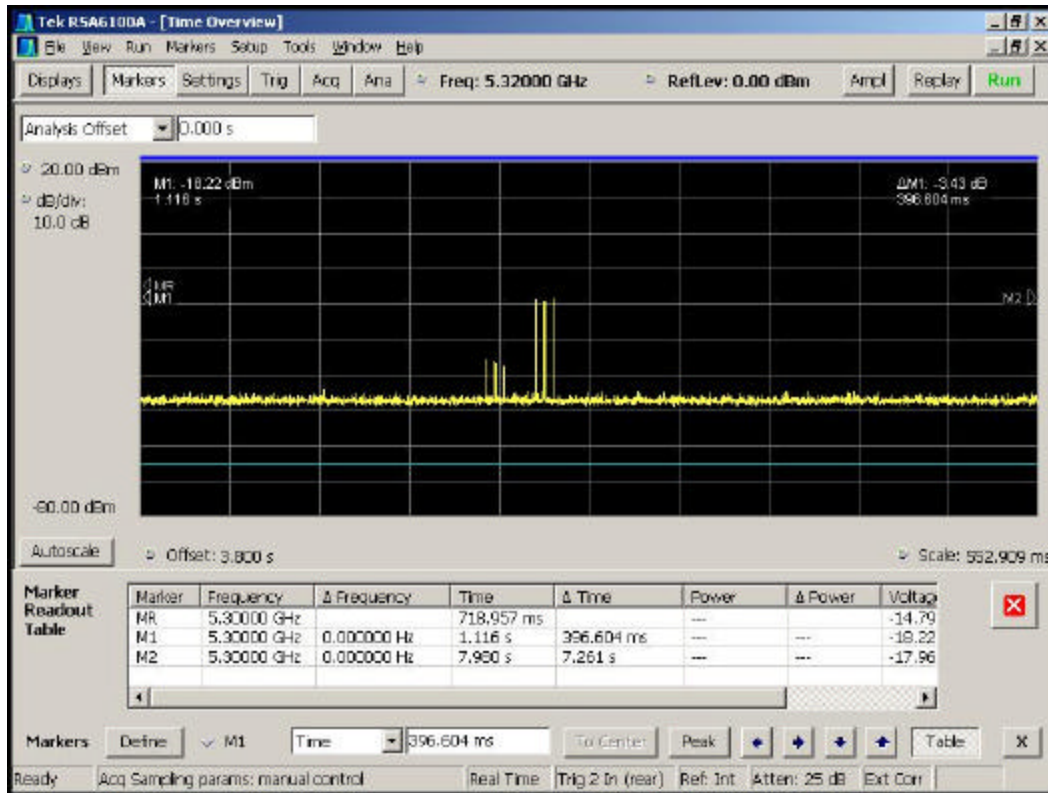 Tek RSA6100A - [Time Overview]
File View Run Markers Setup Tools Window Help
Displays Markers Settings Trig Acq Ana Freq: 5.32000 GHz RefLev: 0.00 dBm Ampl Replay Run
Analysis Offset 0.000 s
20.00 dBm
dB/div:
10.0 dB
M1: -18.22 dBm
1.116 s
ΔM1: -3.43 dB
396.604 ms
MR
M1
M2
-80.00 dBm
Autoscale Offset: 3.800 s Scale: 552.909 ms
Marker Readout Table
Marker Frequency Δ Frequency Time Δ Time Power Δ Power Voltag
MR 5.30000 GHz 718.957 ms --- -14.79
M1 5.30000 GHz 0.000000 Hz 1.116 s 396.604 ms --- --- -18.22
M2 5.30000 GHz 0.000000 Hz 7.980 s 7.261 s --- --- -17.96
Markers Define M1 Time 396.604 ms To Center Peak Table X
Ready Acq Sampling params: manual control Real Time Trig 2 In (rear) Ref: Int Atten: 25 dB Ext Corr